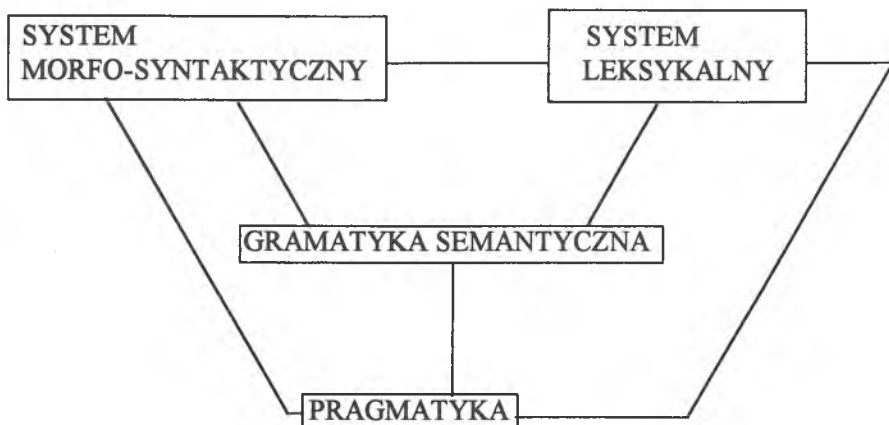 SYSTEM
MORFO-SYNTAKTYCZNY
SYSTEM
LEKSYKALNY
GRAMATYKA SEMANTYCZNA
PRAGMATYKA